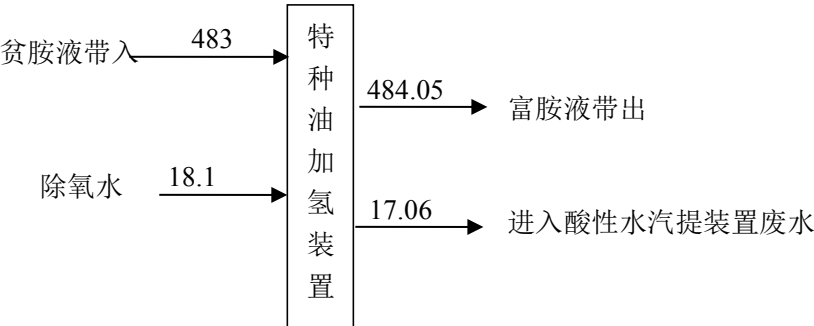 贫胺液带入
483
除氧水
18.1
特种油加氢装置
484.05
富胺液带出
17.06
进入酸性水汽提装置废水